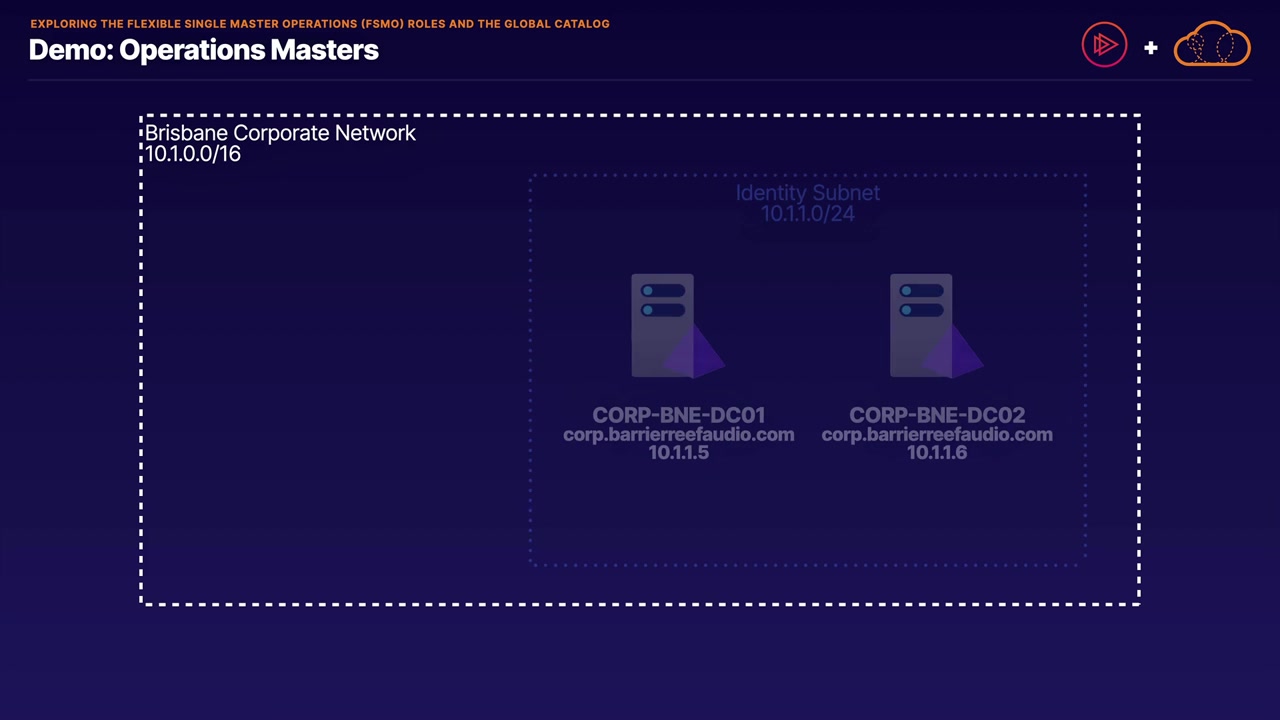 EXPLORING THE FLEXIBLE SINGLE MASTER OPERATIONS (FSMO) ROLES AND THE GLOBAL CATALOG
Demo: Operations Masters
+
Brisbane Corporate Network
10.1.0.0/16
Identity Subnet
10.1.1.0/24
CORP-BNE-DC01
corp.barrierreefaudio.com
10.1.1.5
CORP-BNE-DC02
corp.barrierreefaudio.com
10.1.1.6